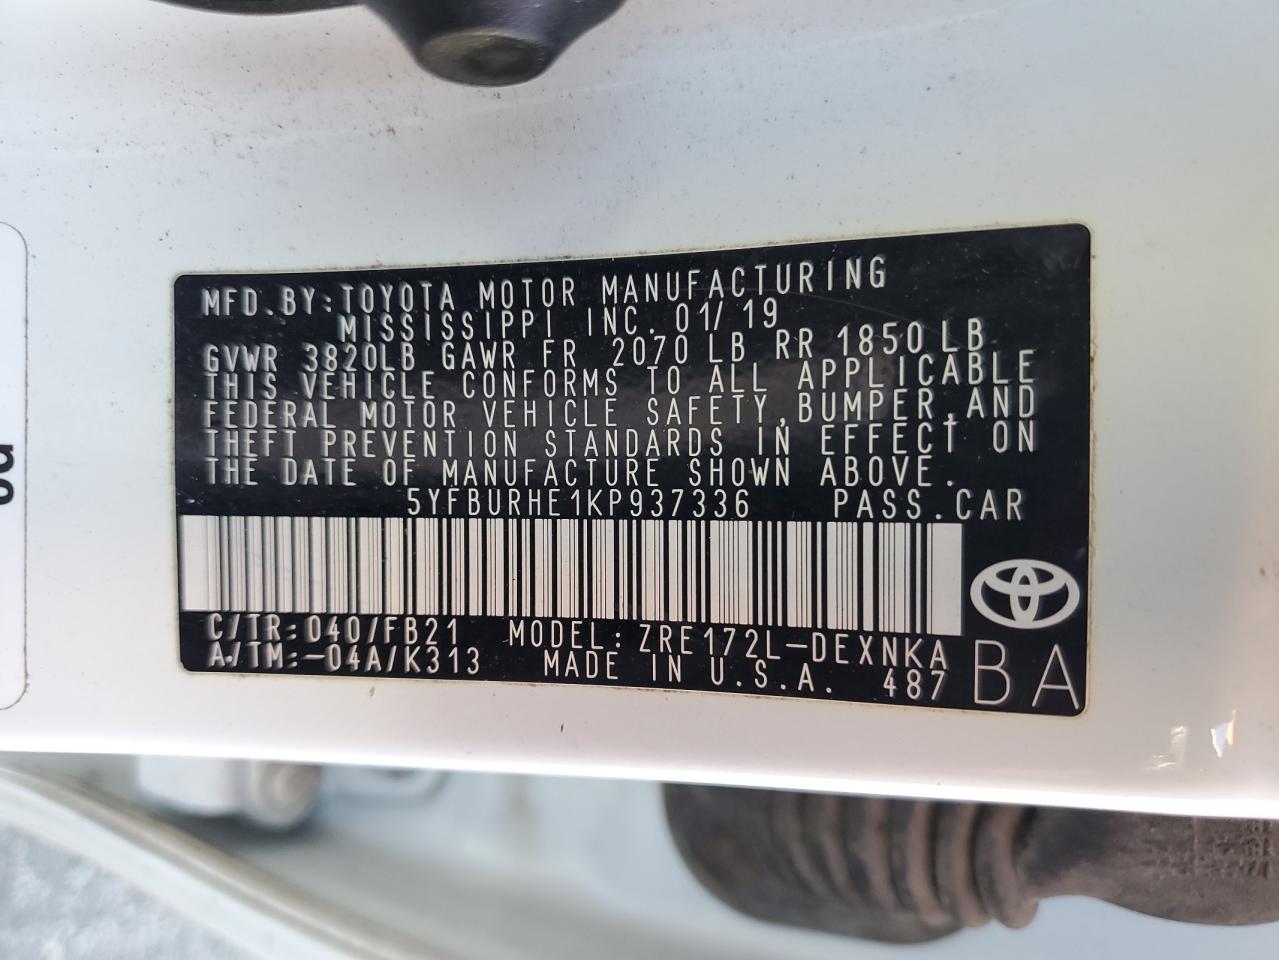 MFD.BY:TOYOTA MOTOR MANUFACTURING
MISSISSIPPI INC. 01/19
GVWR 3820LB GAWR FR 2070 LB RR 1850 LB
THIS VEHICLE CONFORMS TO ALL APPLICABLE
FEDERAL MOTOR VEHICLE SAFETY,BUMPER,AND
THEFT PREVENTION STANDARDS IN EFFECT ON
THE DATE OF MANUFACTURE SHOWN ABOVE.
5YFBURHE1KP937336 PASS.CAR
C/TR:040/FB21 MODEL:ZRE172L-DEXNKA
A/TM:-04A/K313 MADE IN U.S.A. 487
BA